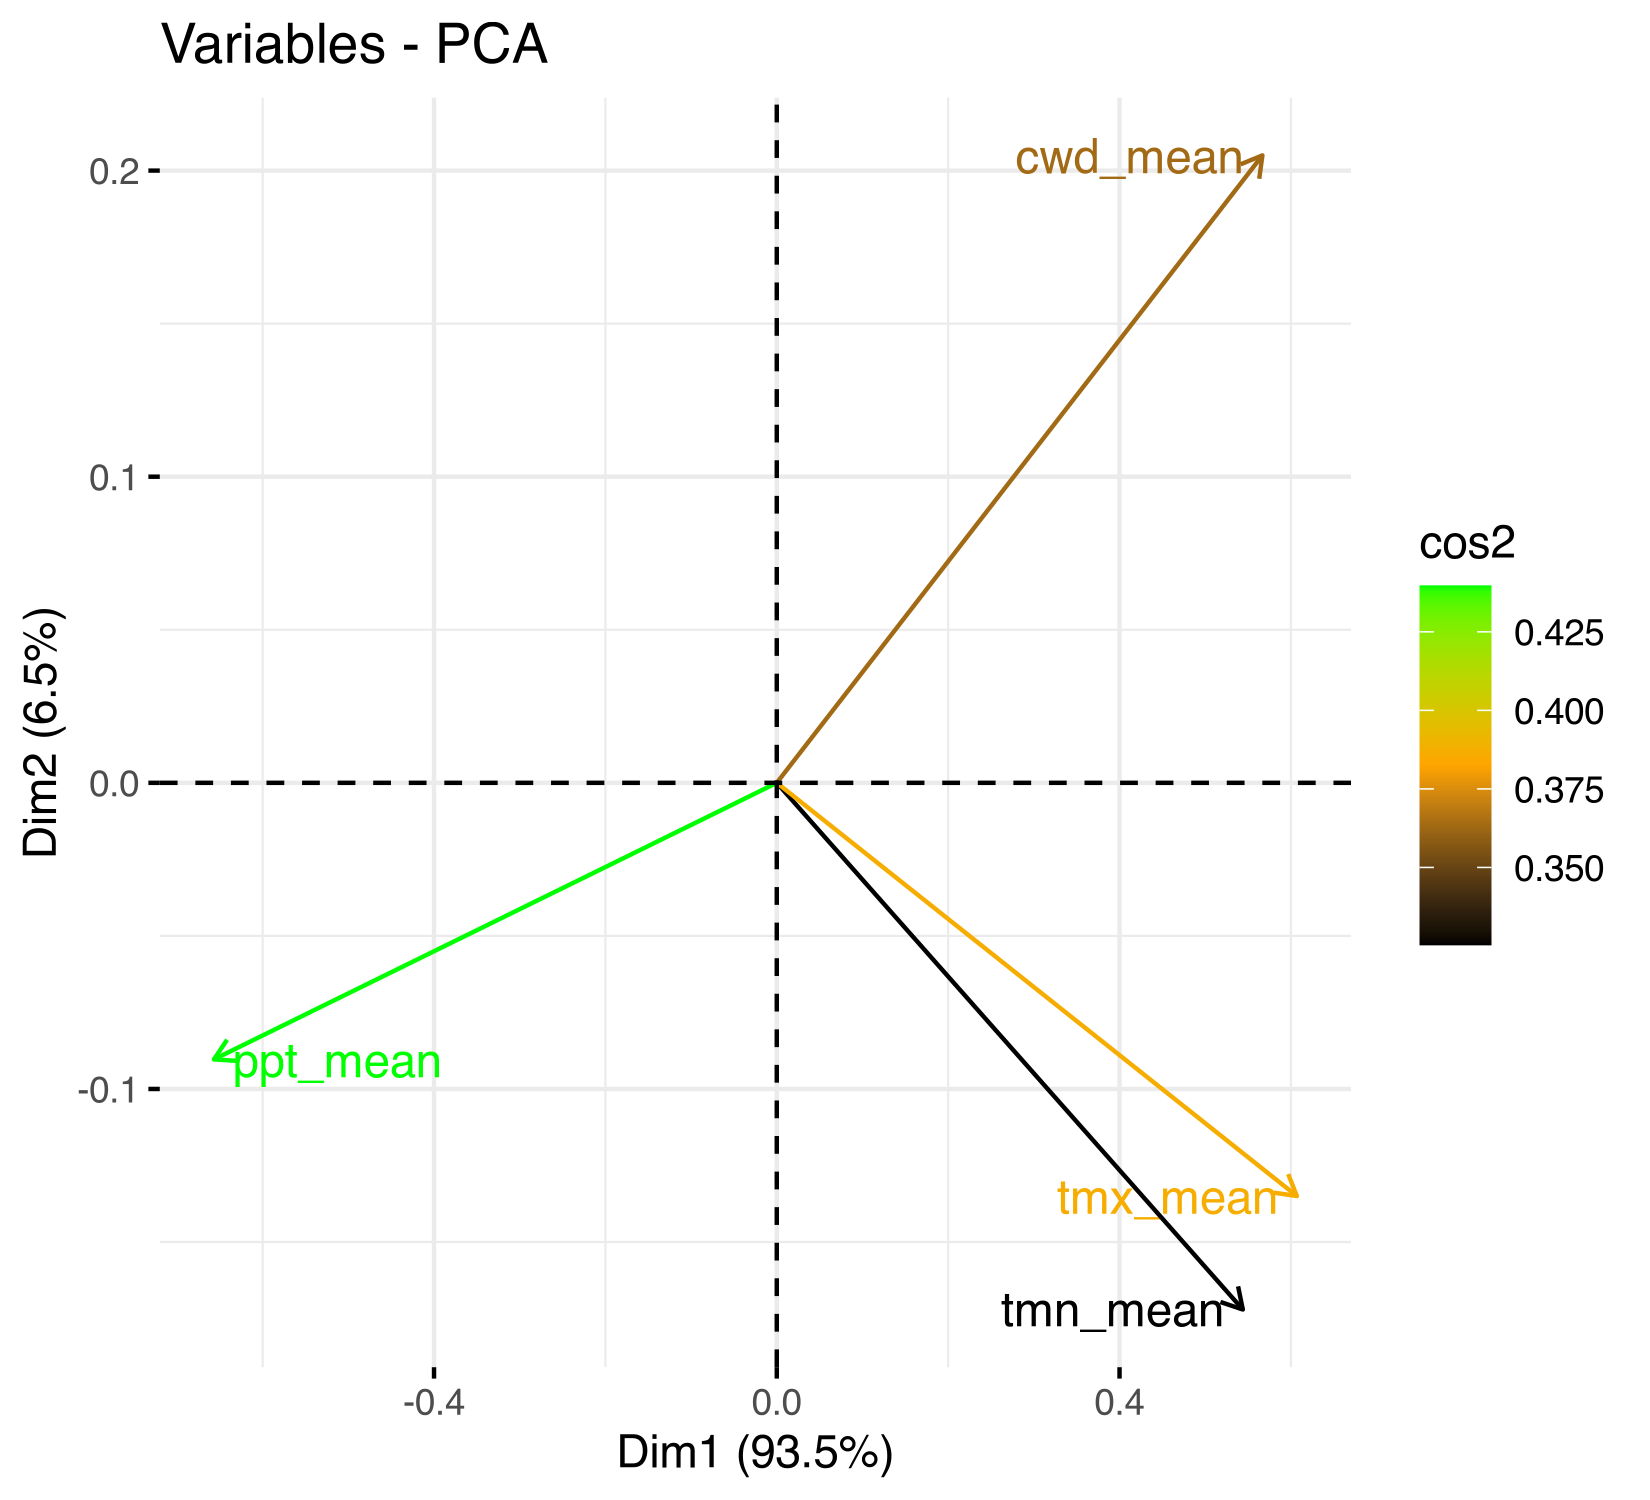 Variables - PCA
cwd_mean
ppt_mean
tmx_mean
tmn_mean
0.2
0.1
0.0
-0.1
Dim2 (6.5%)
-0.4
0.0
0.4
Dim1 (93.5%)
cos2
0.425
0.400
0.375
0.350